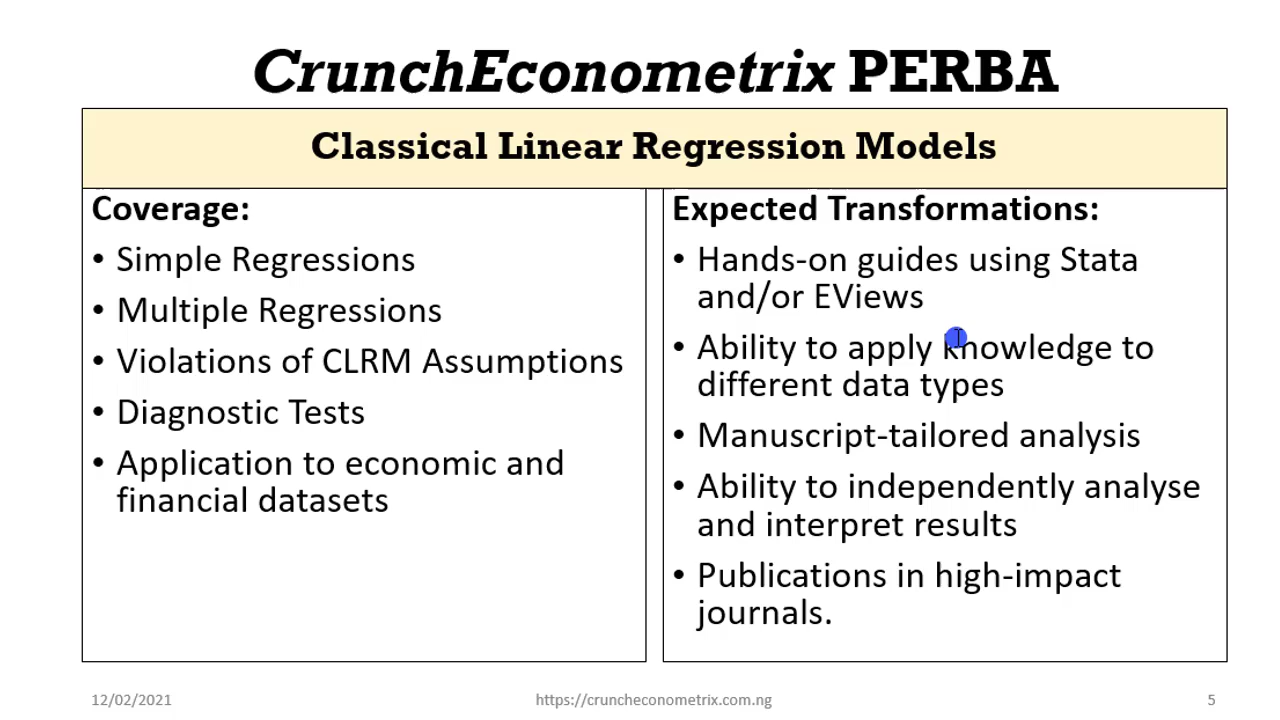 CrunchEconometrix PERBA
Classical Linear Regression Models
Coverage:
• Simple Regressions
• Multiple Regressions
• Violations of CLRM Assumptions
• Diagnostic Tests
• Application to economic and
financial datasets
Expected Transformations:
• Hands-on guides using Stata
and/or EViews
• Ability to apply knowledge to
different data types
• Manuscript-tailored analysis
• Ability to independently analyse
and interpret results
• Publications in high-impact
journals.
12/02/2021
https://cruncheconometrix.com.ng
5